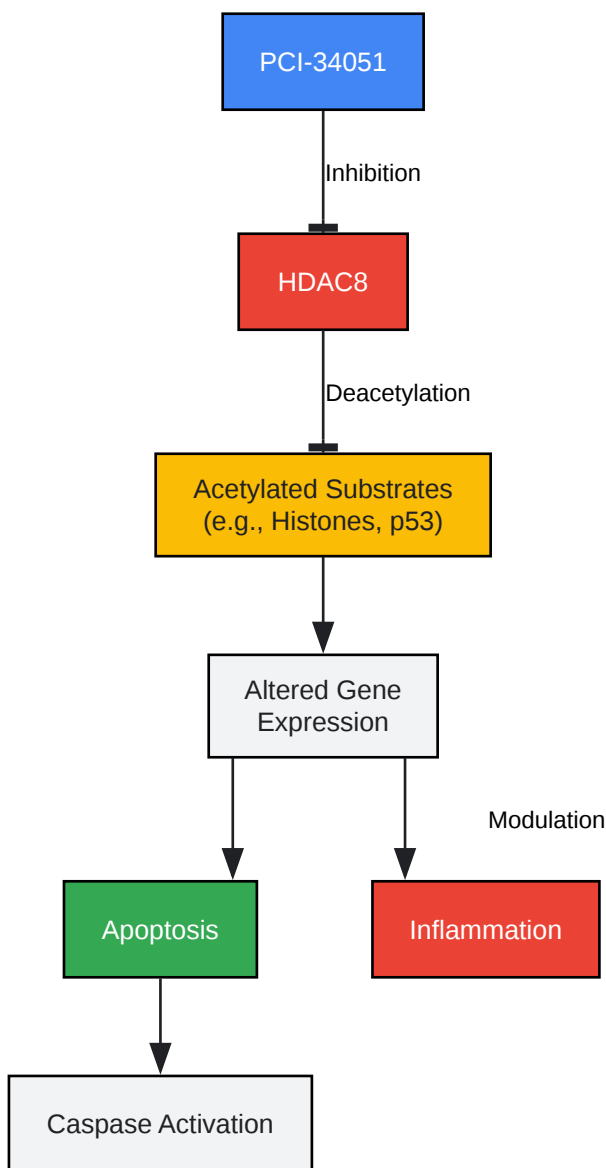 PCI-34051
Inhibition
HDAC8
Deacetylation
Acetylated Substrates
(e.g., Histones, p53)
Altered Gene
Expression
Modulation
Apoptosis
Inflammation
Caspase Activation